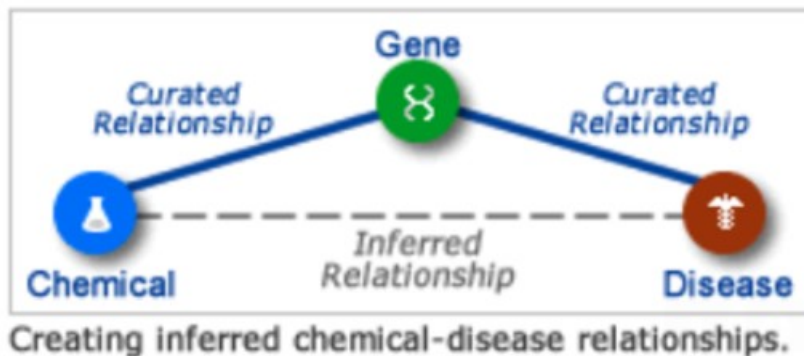 Gene
Curated
Relationship
Curated
Relationship
Inferred
Relationship
Chemical
Disease
Creating inferred chemical-disease relationships.